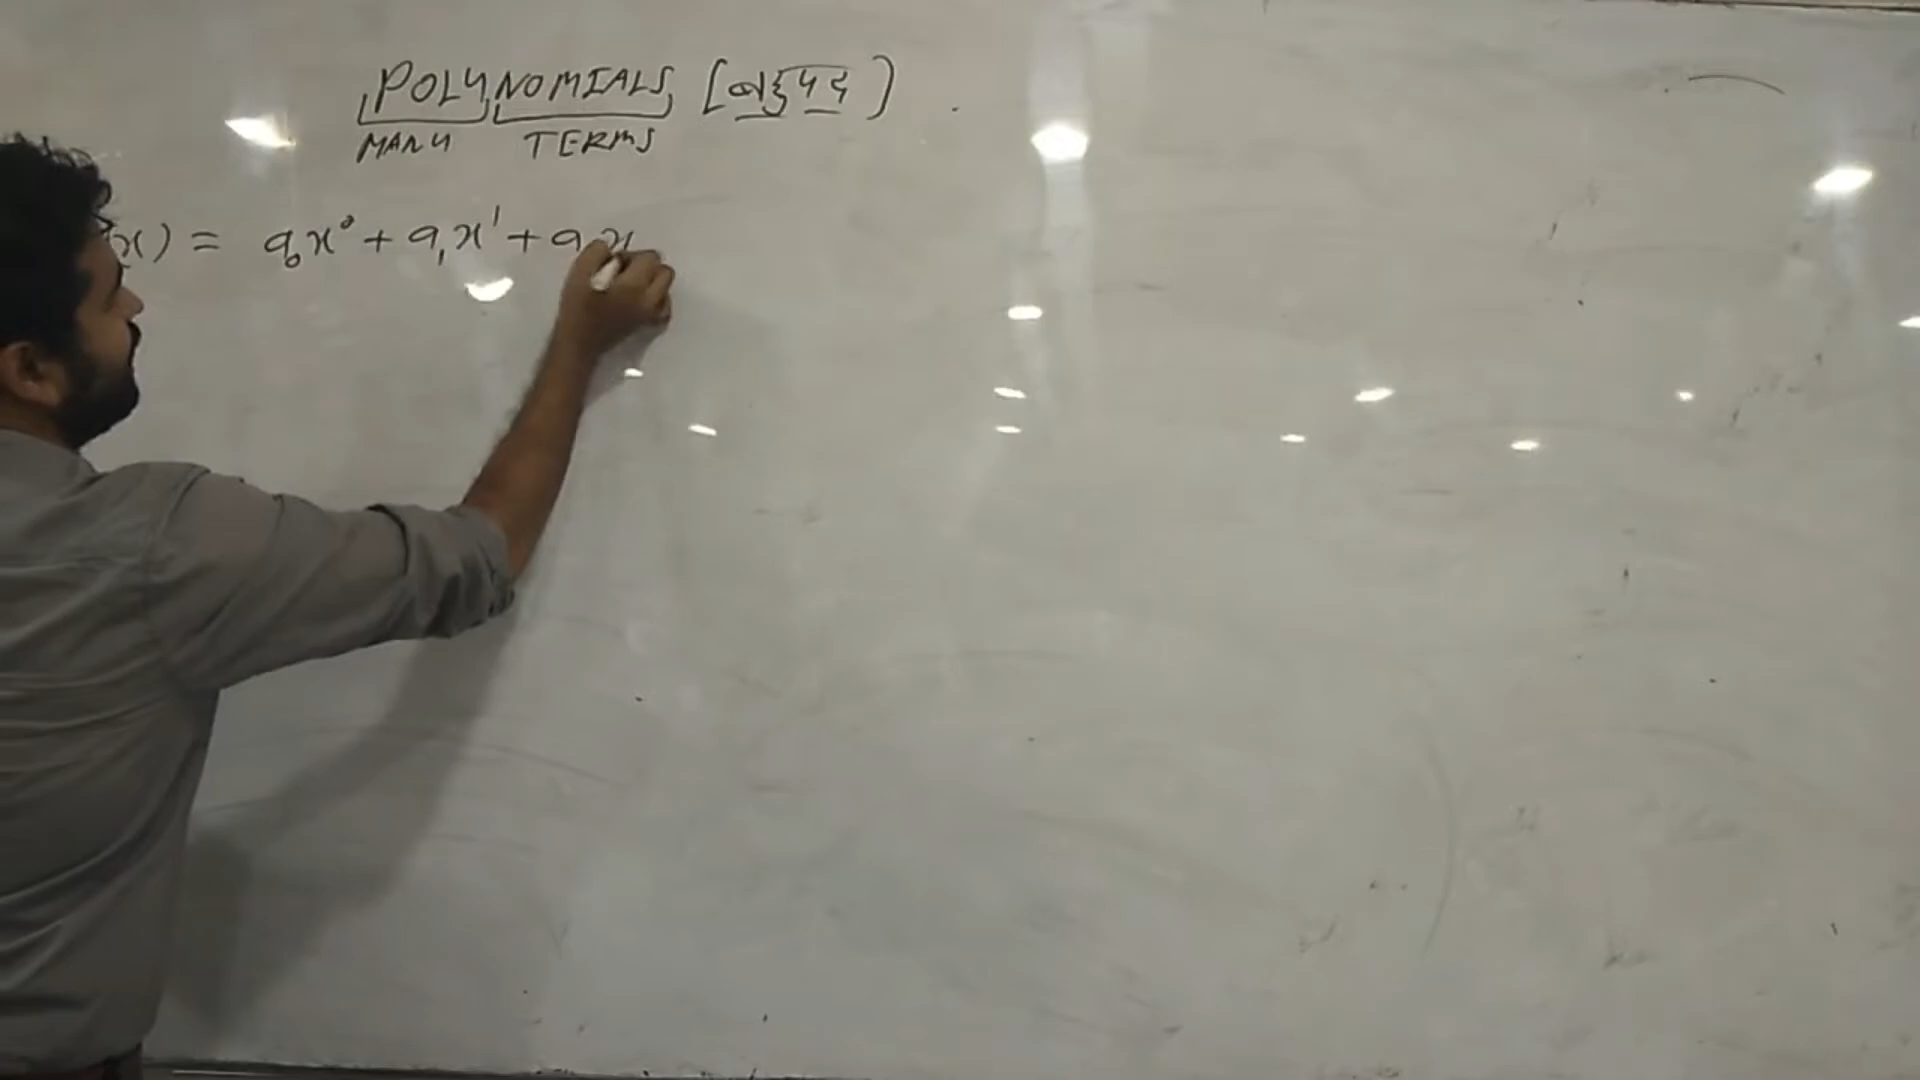 POLYNOMIALS [बहुपद]
MANY TERMS
(x) = a₀x⁰ + a₁x¹ + a x